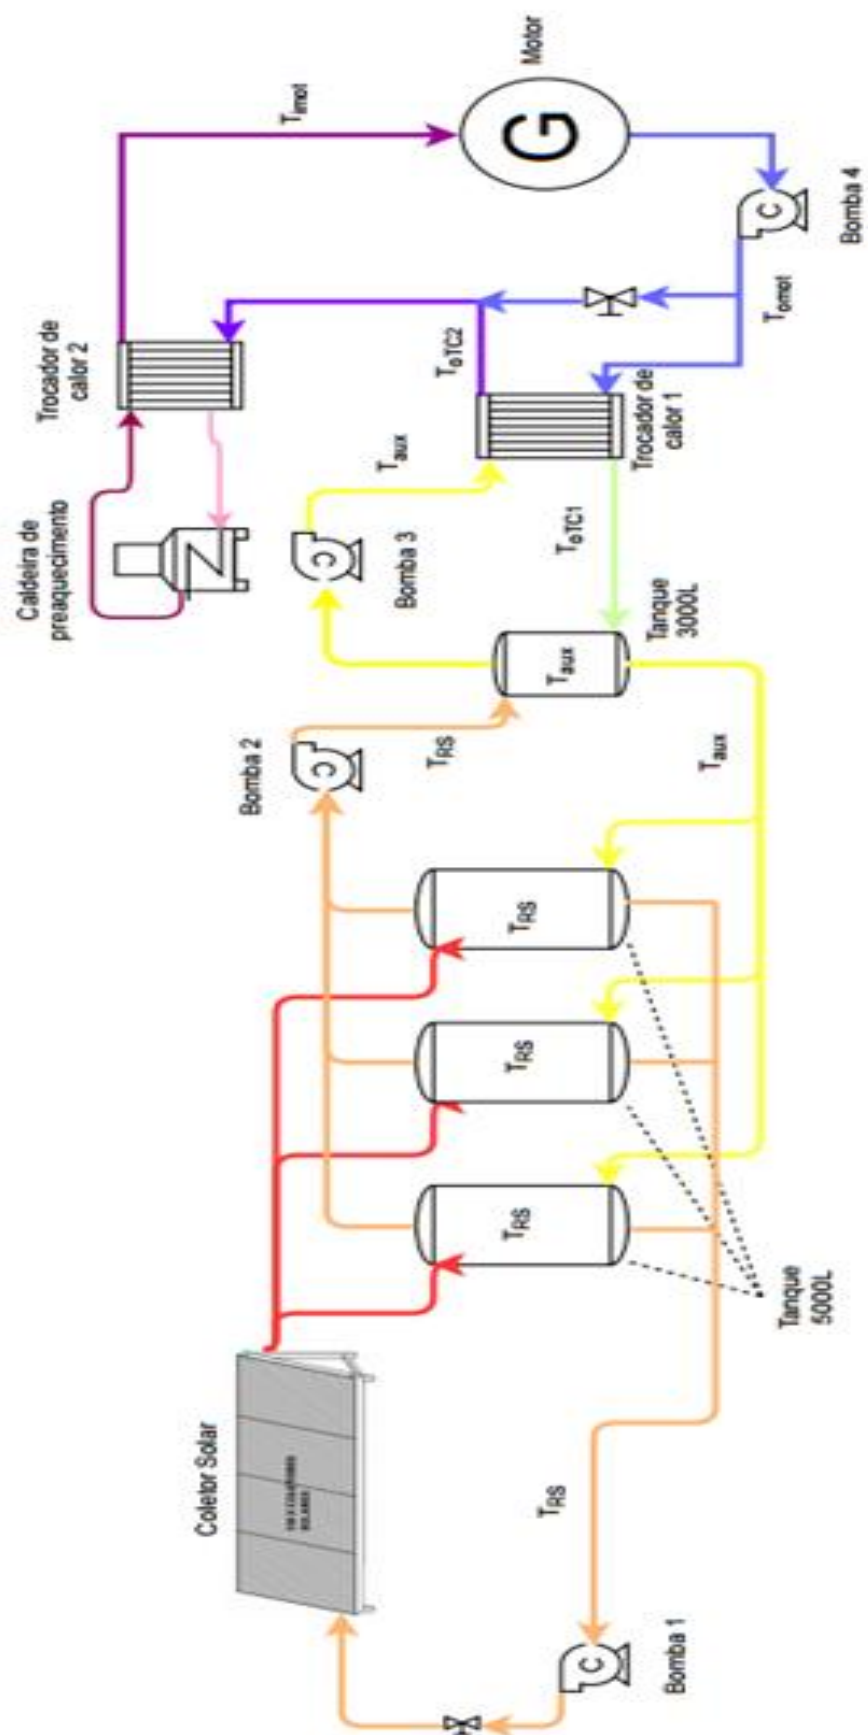 Coletor Solar
T_RS
Bomba 1
Tanque
5000L
T_RS
T_RS
T_RS
Bomba 2
T_RS
T_aux
T_aux
Tanque
3000L
Caldeira de
preaquecimento
Bomba 3
T_aux
T_oTC1
Trocador de
calor 1
Trocador de
calor 2
T_oTC2
T_imot
T_omot
G
Motor
Bomba 4
C
C
C
C